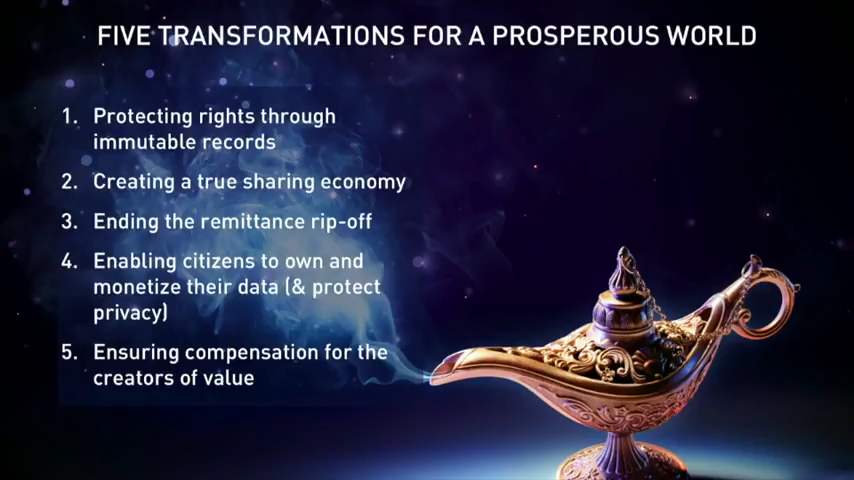 FIVE TRANSFORMATIONS FOR A PROSPEROUS WORLD
1. Protecting rights through
immutable records
2. Creating a true sharing economy
3. Ending the remittance rip-off
4. Enabling citizens to own and
monetize their data (& protect
privacy)
5. Ensuring compensation for the
creators of value